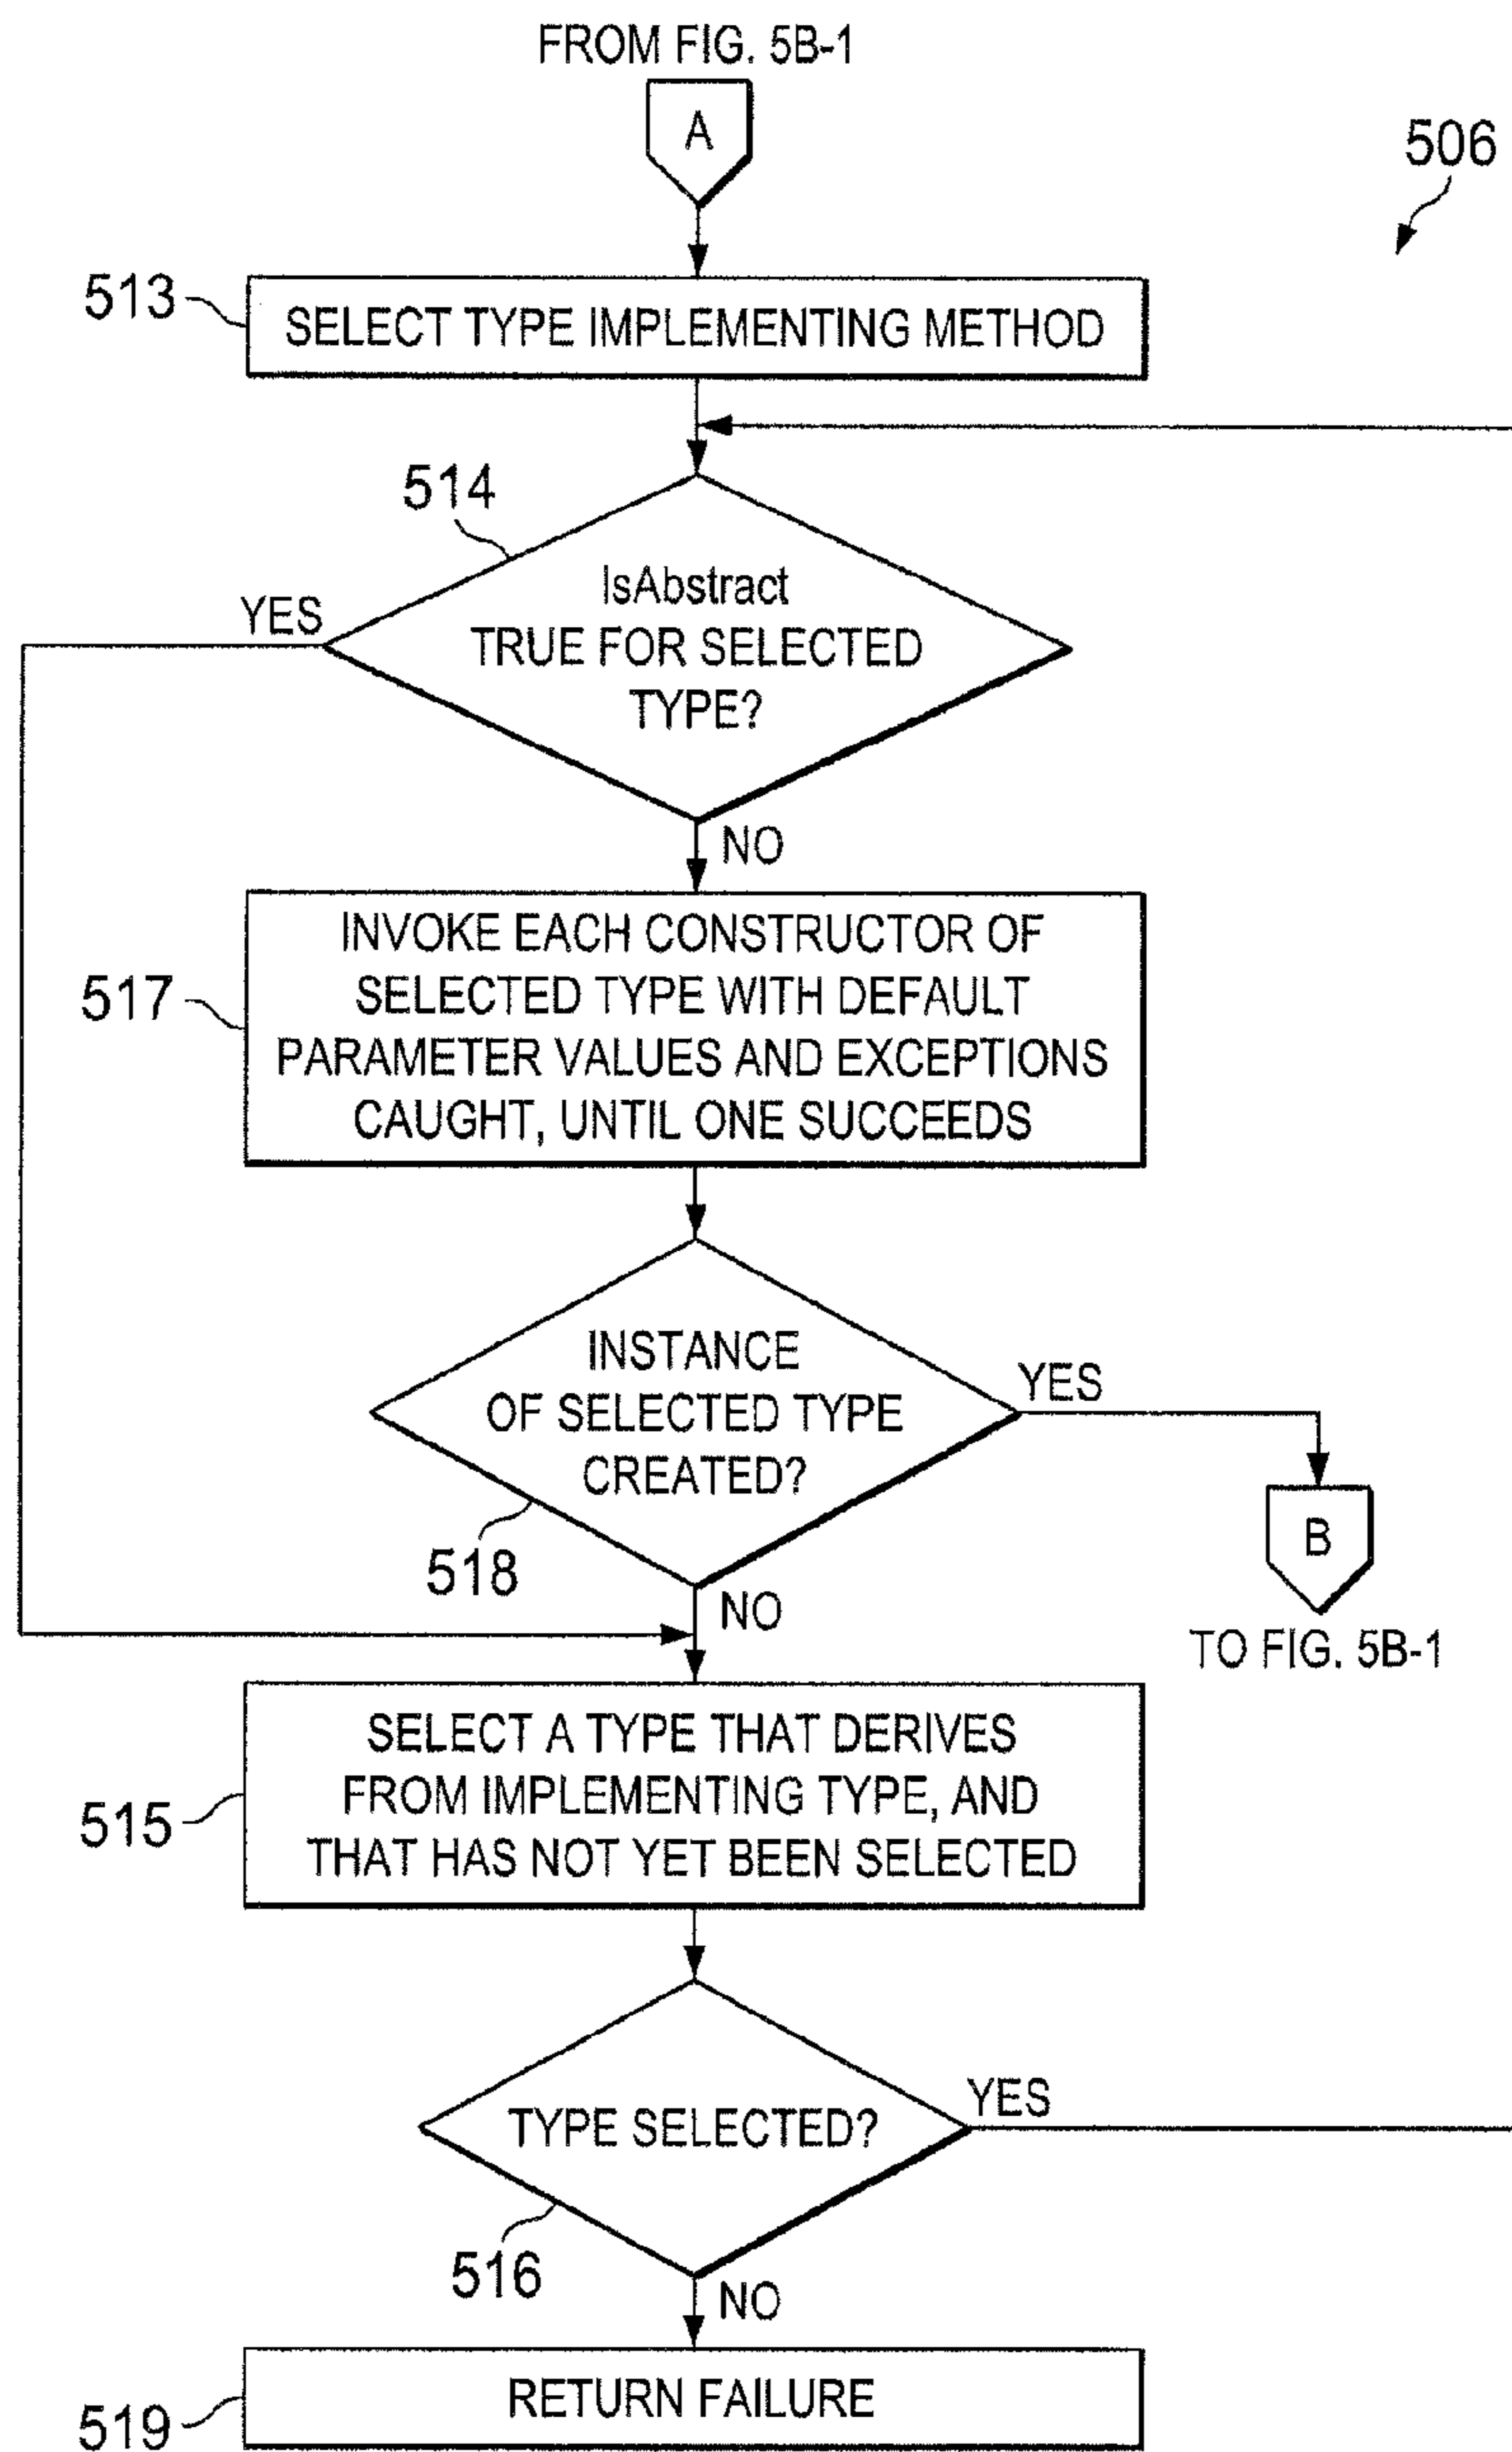 FROM FIG. 5B-1
A
506
513
SELECT TYPE IMPLEMENTING METHOD
514
YES
IsAbstract
TRUE FOR SELECTED
TYPE?
NO
517
INVOKE EACH CONSTRUCTOR OF
SELECTED TYPE WITH DEFAULT
PARAMETER VALUES AND EXCEPTIONS
CAUGHT, UNTIL ONE SUCCEEDS
INSTANCE
OF SELECTED TYPE
CREATED?
YES
518
NO
B
TO FIG. 5B-1
515
SELECT A TYPE THAT DERIVES
FROM IMPLEMENTING TYPE, AND
THAT HAS NOT YET BEEN SELECTED
TYPE SELECTED?
YES
516
NO
519
RETURN FAILURE